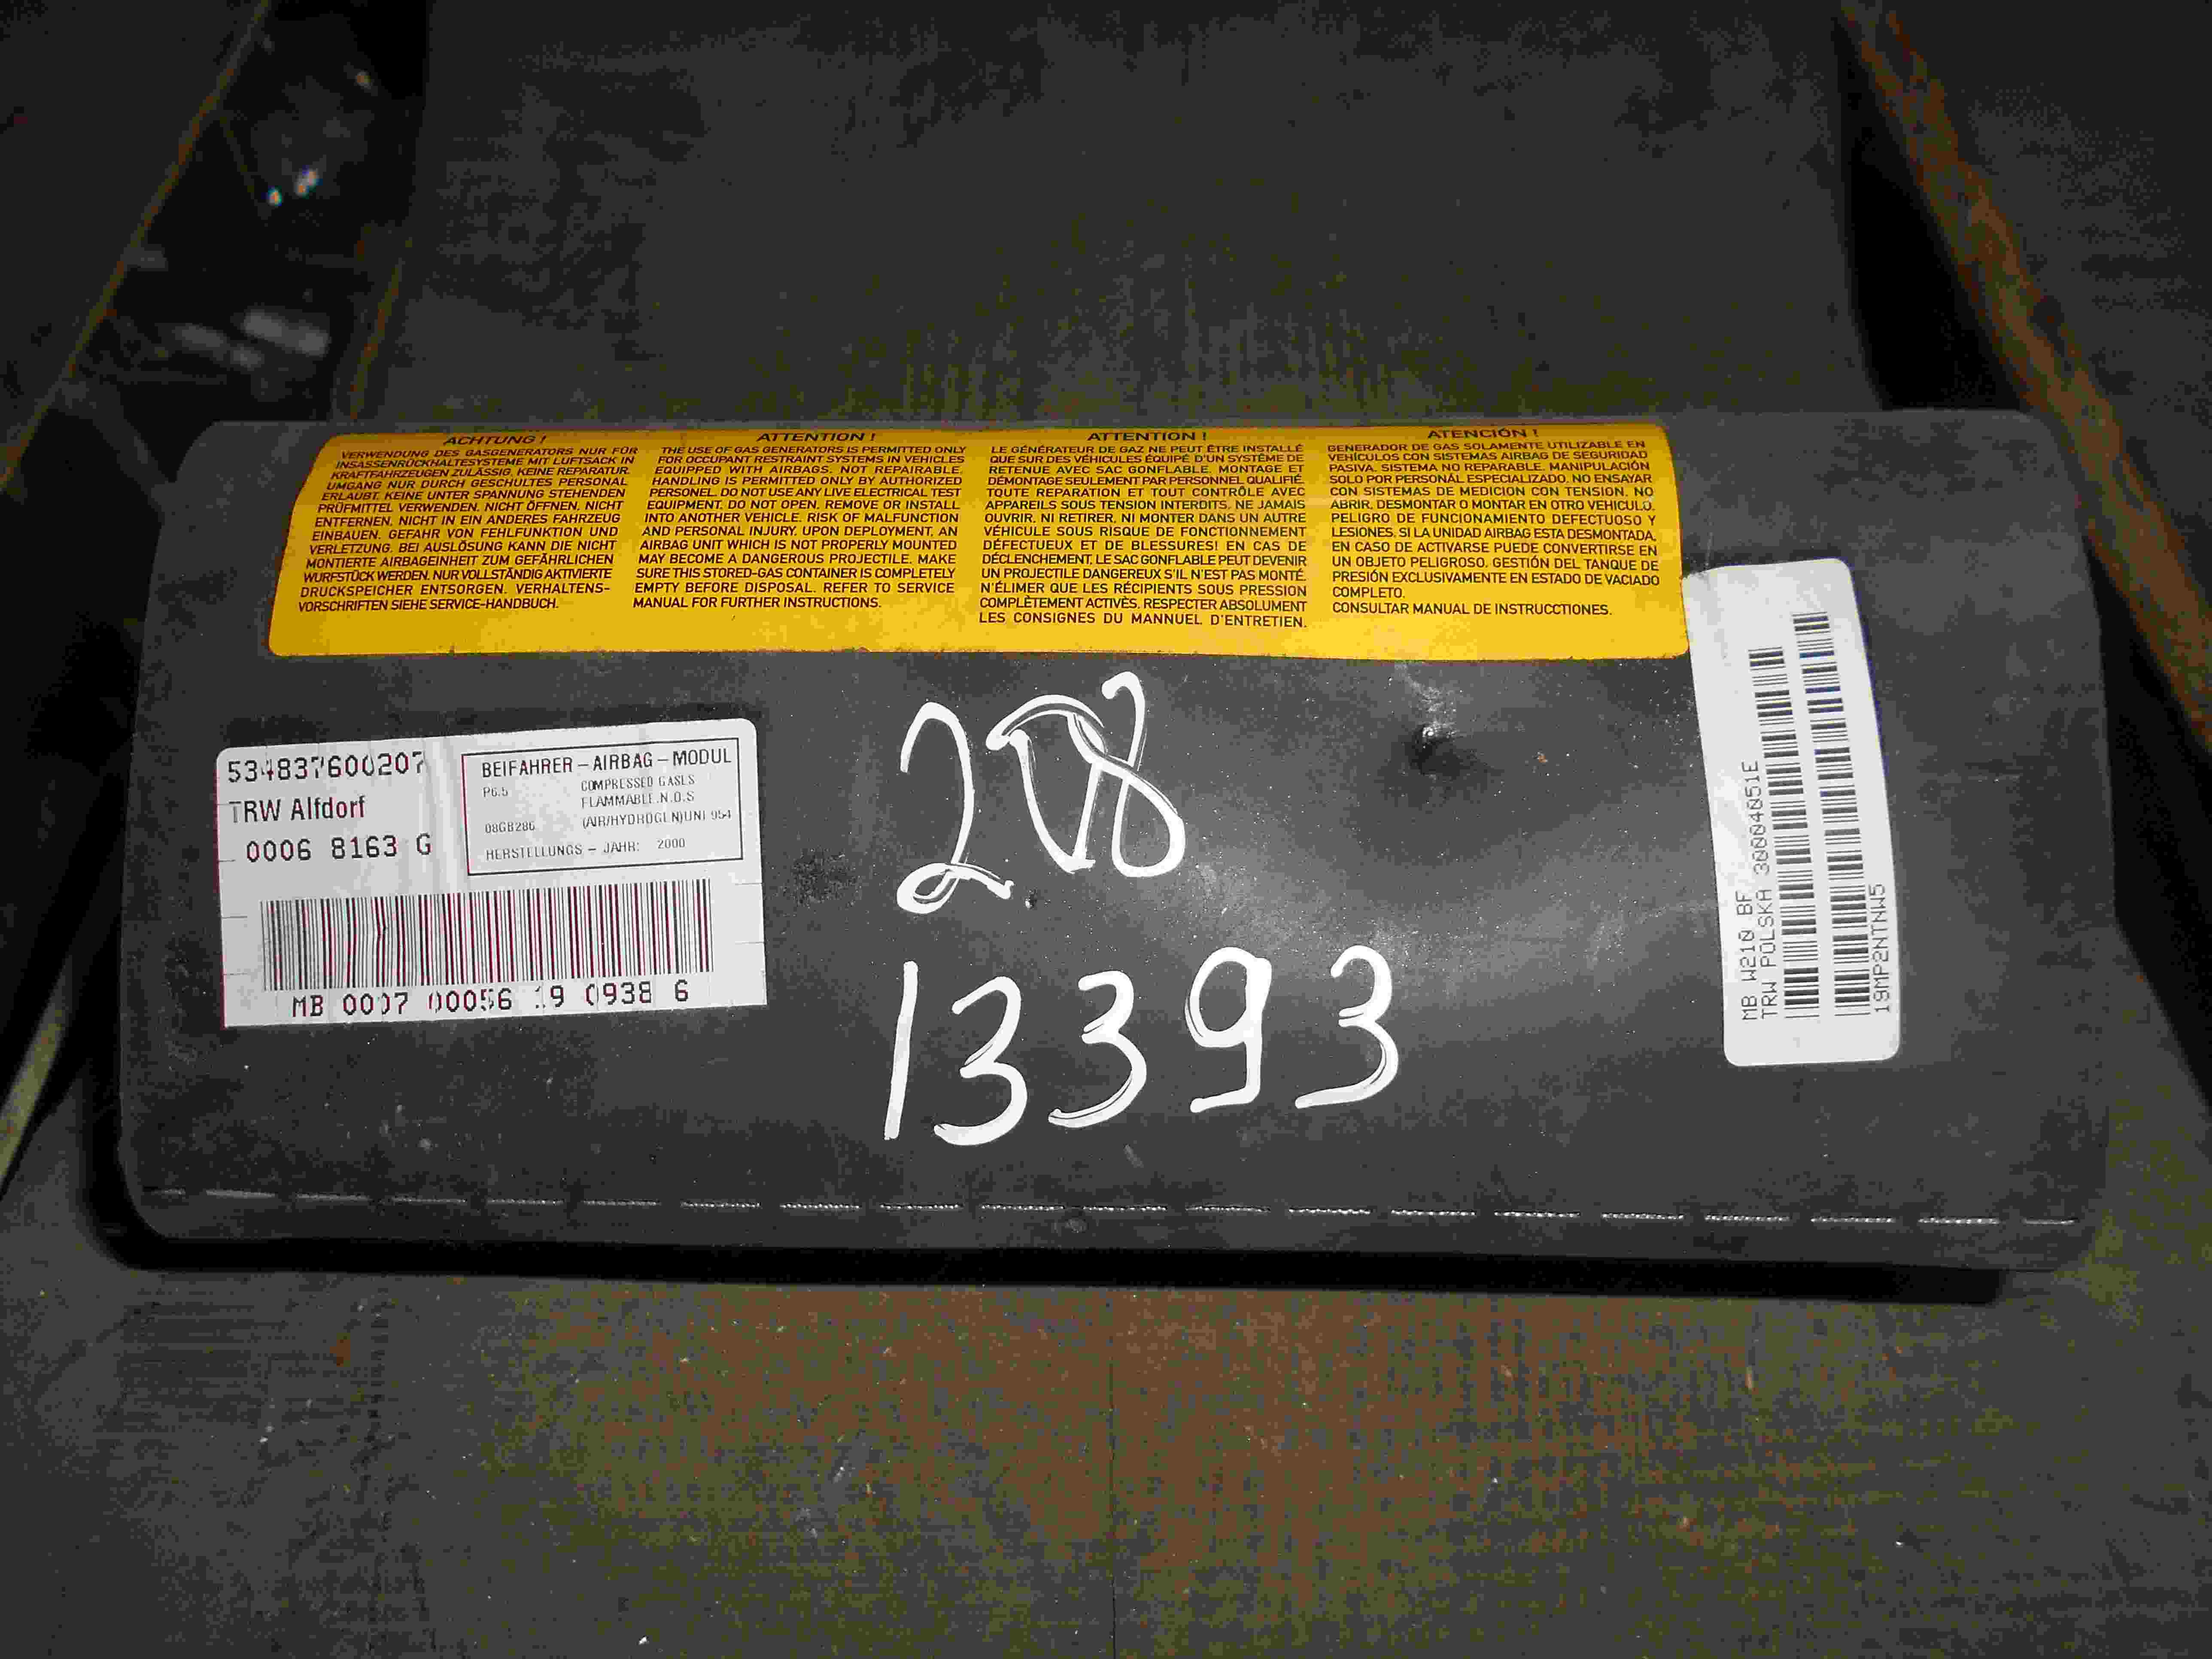 ACHTUNG !
VERWENDUNG DES GASGENERATORS NUR FÜR
INSASSENRÜCKHALTESYSTEME MIT LUFTSACK IN
KRAFTFAHRZEUGEN ZULÄSSIG. KEINE REPARATUR.
UMGANG NUR DURCH GESCHULTES PERSONAL
ERLAUBT. KEINE UNTER SPANNUNG STEHENDEN
PRÜFMITTEL VERWENDEN. NICHT ÖFFNEN, NICHT
ENTFERNEN, NICHT IN EIN ANDERES FAHRZEUG
EINBAUEN. GEFAHR VON FEHLFUNKTION UND
VERLETZUNG. BEI AUSLÖSUNG KANN DIE NICHT
MONTIERTE AIRBAGEINHEIT ZUM GEFÄHRLICHEN
WURFSTÜCK WERDEN. NUR VOLLSTÄNDIG AKTIVIERTE
DRUCKSPEICHER ENTSORGEN. VERHALTENS-
VORSCHRIFTEN SIEHE SERVICE-HANDBUCH.
ATTENTION !
THE USE OF GAS GENERATORS IS PERMITTED ONLY
FOR OCCUPANT RESTRAINT SYSTEMS IN VEHICLES
EQUIPPED WITH AIRBAGS. NOT REPAIRABLE.
HANDLING IS PERMITTED ONLY BY AUTHORIZED
PERSONEL. DO NOT USE ANY LIVE ELECTRICAL TEST
EQUIPMENT. DO NOT OPEN, REMOVE OR INSTALL
INTO ANOTHER VEHICLE. RISK OF MALFUNCTION
AND PERSONAL INJURY. UPON DEPLOYMENT, AN
AIRBAG UNIT WHICH IS NOT PROPERLY MOUNTED
MAY BECOME A DANGEROUS PROJECTILE. MAKE
SURE THIS STORED-GAS CONTAINER IS COMPLETELY
EMPTY BEFORE DISPOSAL. REFER TO SERVICE
MANUAL FOR FURTHER INSTRUCTIONS.
ATTENTION !
LE GÉNÉRATEUR DE GAZ NE PEUT ÊTRE INSTALLÉ
QUE SUR DES VÉHICULES ÉQUIPÉ D'UN SYSTÈME DE
RETENUE AVEC SAC GONFLABLE. MONTAGE ET
DÉMONTAGE SEULEMENT PAR PERSONNEL QUALIFIÉ.
TOUTE REPARATION ET TOUT CONTRÔLE AVEC
APPAREILS SOUS TENSION INTERDITS. NE JAMAIS
OUVRIR, NI RETIRER, NI MONTER DANS UN AUTRE
VÉHICULE SOUS RISQUE DE FONCTIONNEMENT
DÉFECTUEUX ET DE BLESSURES! EN CAS DE
DÉCLENCHEMENT, LE SAC GONFLABLE PEUT DEVENIR
UN PROJECTILE DANGEREUX S'IL N'EST PAS MONTÉ.
N'ÉLIMER QUE LES RÉCIPIENTS SOUS PRESSION
COMPLÈTEMENT ACTIVÉS. RESPECTER ABSOLUMENT
LES CONSIGNES DU MANNUEL D'ENTRETIEN.
ATENCIÓN !
GENERADOR DE GAS SOLAMENTE UTILIZABLE EN
VEHÍCULOS CON SISTEMAS AIRBAG DE SEGURIDAD
PASIVA. SISTEMA NO REPARABLE. MANIPULACIÓN
SOLO POR PERSONAL ESPECIALIZADO. NO ENSAYAR
CON SISTEMAS DE MEDICION CON TENSION. NO
ABRIR, DESMONTAR O MONTAR EN OTRO VEHICULO.
PELIGRO DE FUNCIONAMIENTO DEFECTUOSO Y
LESIONES. SI LA UNIDAD AIRBAG ESTA DESMONTADA,
EN CASO DE ACTIVARSE PUEDE CONVERTIRSE EN
UN OBJETO PELIGROSO. GESTIÓN DEL TANQUE DE
PRESIÓN EXCLUSIVAMENTE EN ESTADO DE VACIADO
COMPLETO.
CONSULTAR MANUAL DE INSTRUCCTIONES.
534837600207
TRW Alfdorf
0006 8163 G
BEIFAHRER - AIRBAG - MODUL
P6.5 COMPRESSED GASES
FLAMMABLE.N.O.S
08GB286 (AIR/HYDROGEN)UN1954
HERSTELLUNGS - JAHR: 2000
MB 0007 00056 19 0938 6
208
13393
MB W210 BF
TRW POLSKA 30004051E
19MP2NTNW5